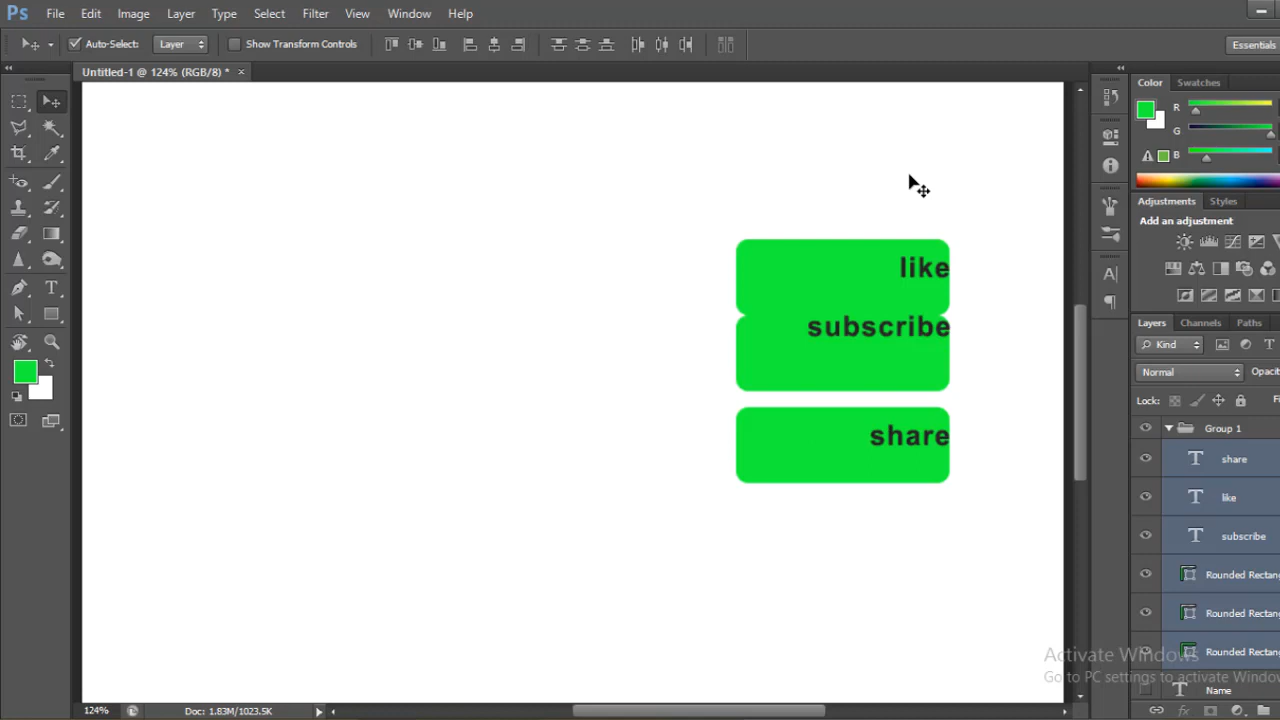 Ps File Edit Image Layer Type Select Filter View Window Help
Auto-Select: Layer Show Transform Controls Essentials
Untitled-1 @ 124% (RGB/8) * ×
Color Swatches
R
G
B
Adjustments Styles
Add an adjustment
like
subscribe
share
Layers Channels Paths
Kind
Normal Opac
Lock: Fi
Group 1
share
like
subscribe
Rounded Rectan
Rounded Rectan
Rounded Rectan
Name
Activate Windows
Go to PC settings to activate Windo
124% Doc: 1.83M/1023.5K